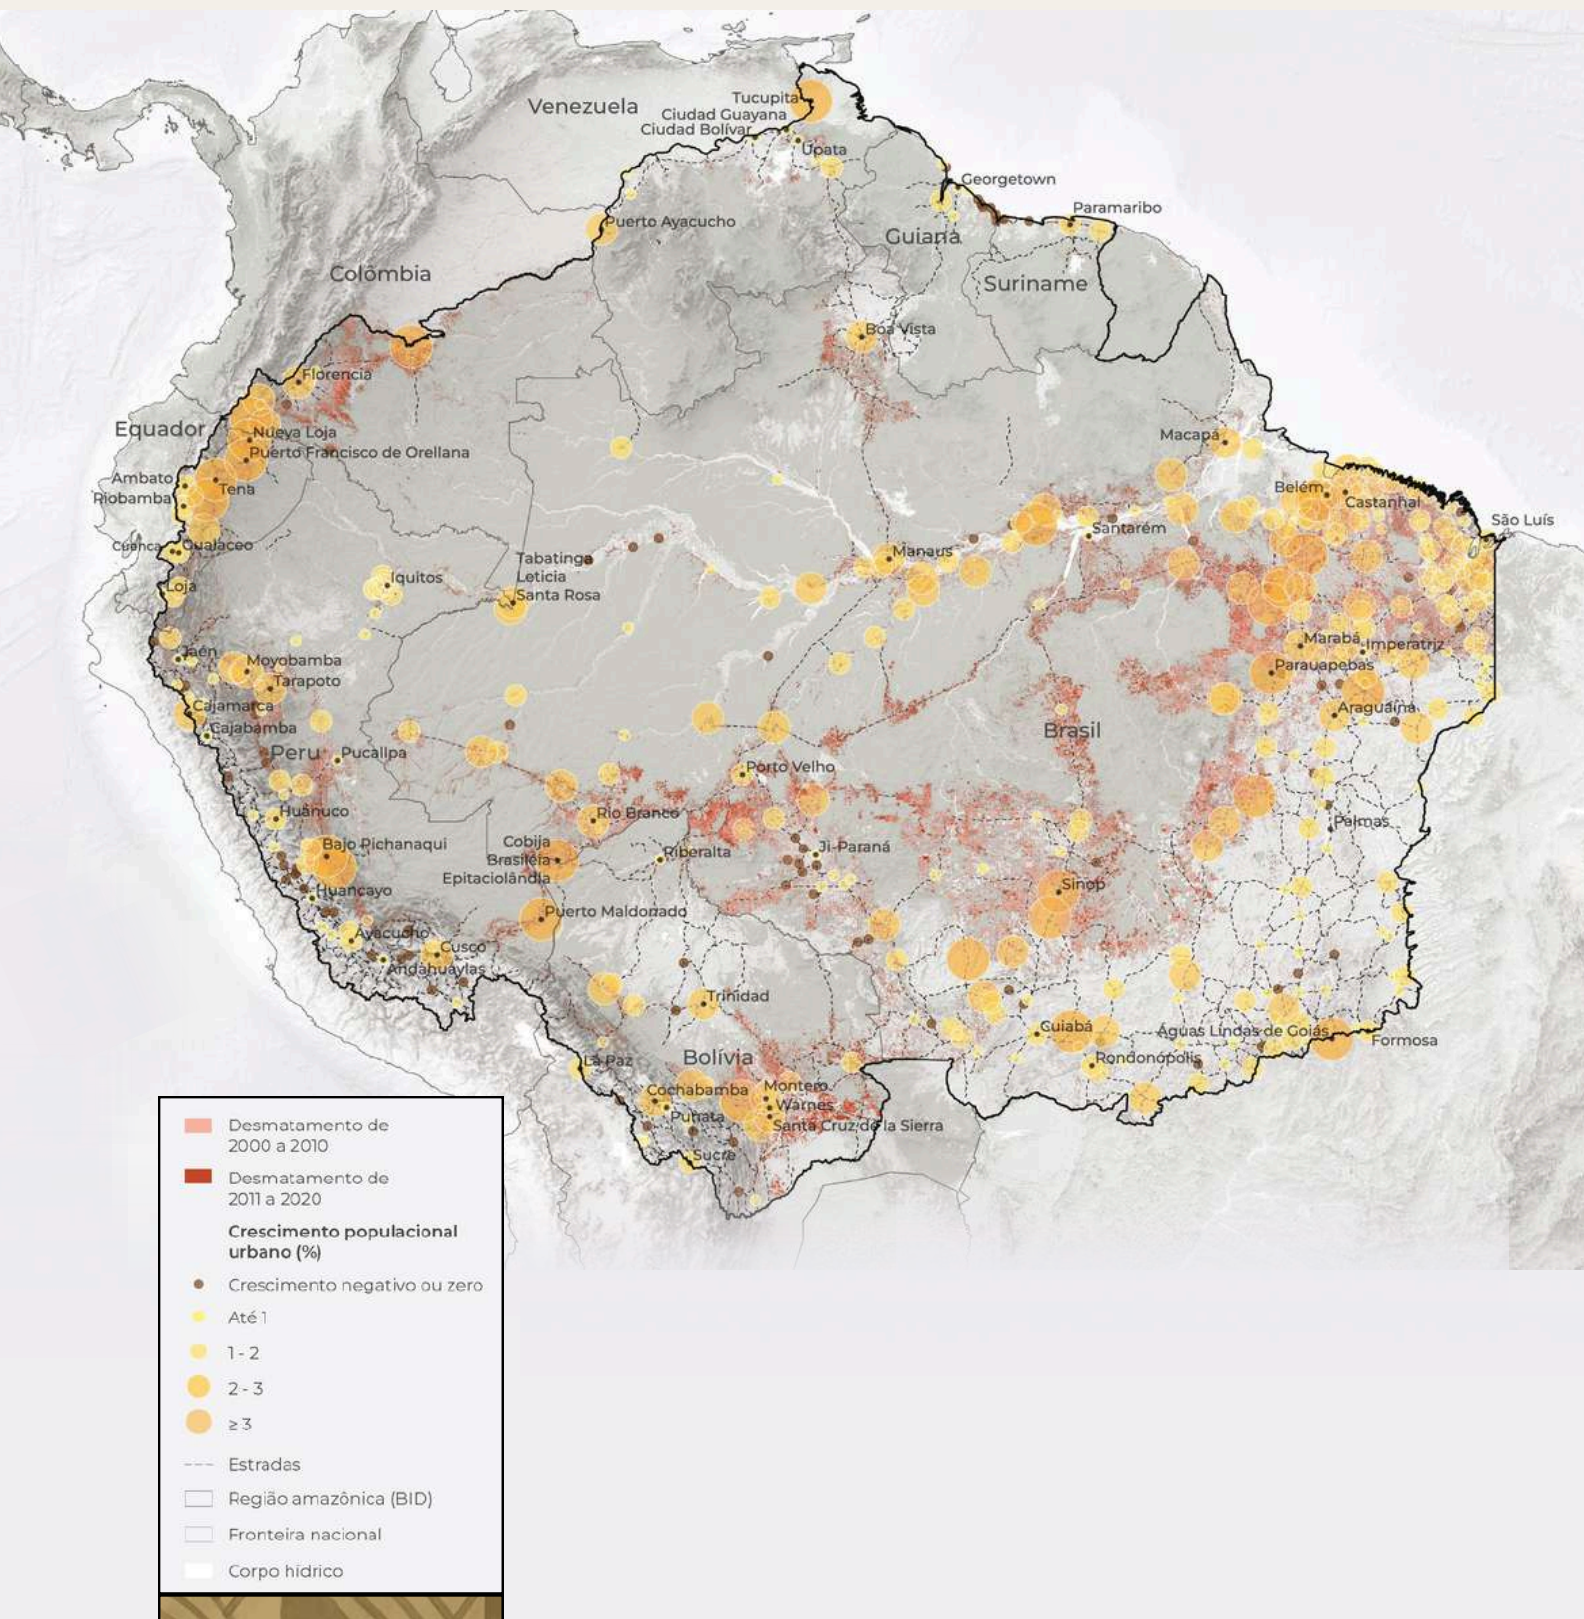 Venezuela
Tucupita
Ciudad Guayana
Ciudad Bolívar
Upata
Georgetown
Paramaribo
Puerto Ayacucho
Guiana
Colômbia
Suriname
Boa Vista
Florencia
Equador
Nueva Loja
Puerto Francisco de Orellana
Macapá
Ambato
Riobamba
Tena
Belém
Castanhal
São Luís
Santarém
Cuenca
Gualaceo
Manaus
Tabatinga
Leticia
Santa Rosa
Iquitos
Loja
Jaén
Moyobamba
Tarapoto
Marabá
Imperatriz
Parauapebas
Cajamarca
Cajabamba
Araguaína
Brasil
Peru
Pucallpa
Porto Velho
Huánuco
Rio Branco
Palmas
Bajo Pichanaqui
Cobija
Brasiléia
Epitaciolândia
Riberalta
Ji-Paraná
Huancayo
Sinop
Puerto Maldonado
Ayacucho
Cusco
Andahuaylas
Trinidad
Cuiabá
Águas Lindas de Goiás
Formosa
La Paz
Bolívia
Rondonópolis
Cochabamba
Montero
Warnes
Punata
Santa Cruz de la Sierra
Sucre
Desmatamento de
2000 a 2010
Desmatamento de
2011 a 2020
Crescimento populacional
urbano (%)
Crescimento negativo ou zero
Até 1
1 - 2
2 - 3
≥ 3
Estradas
Região amazônica (BID)
Fronteira nacional
Corpo hídrico